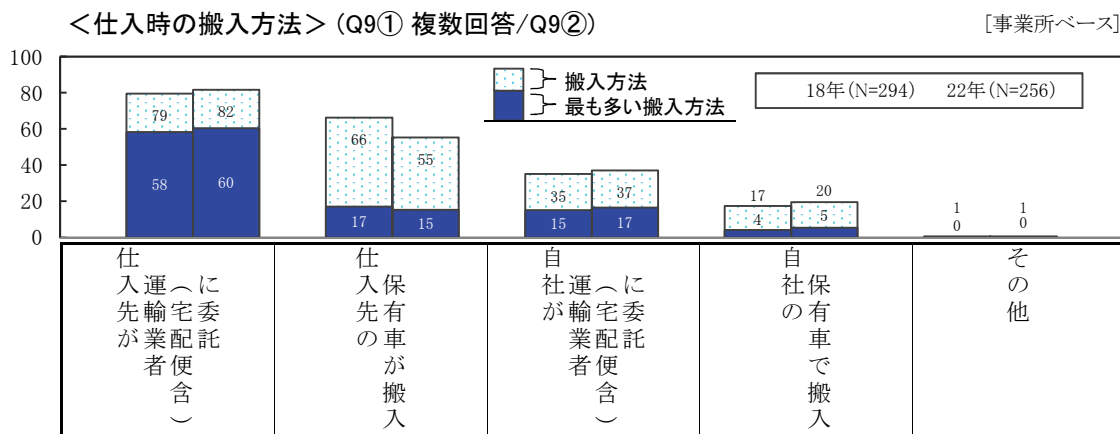 ＜仕入時の搬入方法＞(Q9① 複数回答/Q9②)
[事業所ベース]
搬入方法
最も多い搬入方法
18年(N=294) 22年(N=256)
100
80
60
40
20
0
79
82
58
60
66
55
17
15
35
37
15
17
17
20
4
5
1
1
0
0
仕入先が
運輸業者
（宅配便含）
に委託
仕入先の
保有車が搬入
自社が
運輸業者
（宅配便含）
に委託
自社の
保有車で搬入
その他